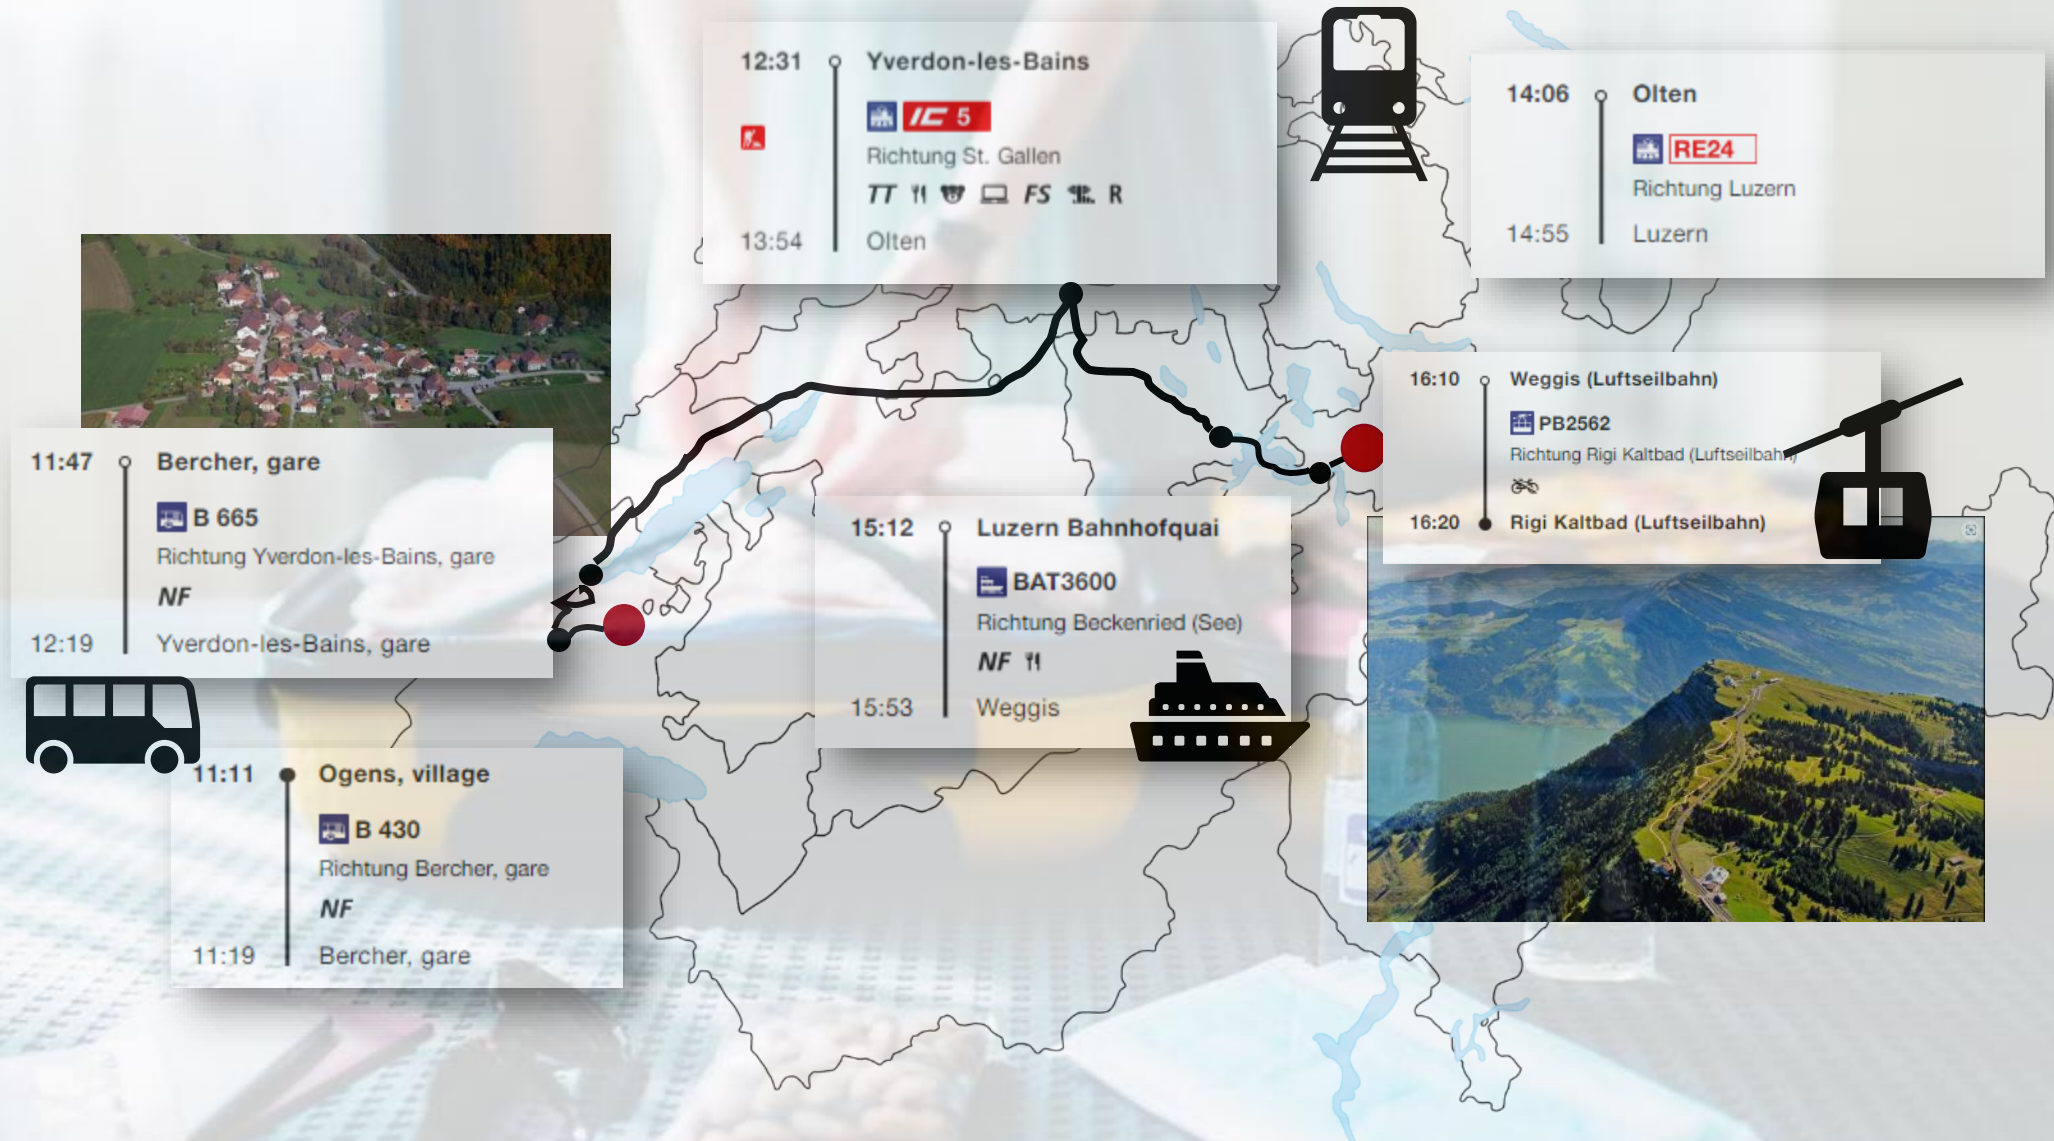 11:11 Ogens, village
B 430
Richtung Bercher, gare
NF
11:19 Bercher, gare
11:47 Bercher, gare
B 665
Richtung Yverdon-les-Bains, gare
NF
12:19 Yverdon-les-Bains, gare
12:31 Yverdon-les-Bains
IC 5
Richtung St. Gallen
TT FS R
13:54 Olten
14:06 Olten
RE24
Richtung Luzern
14:55 Luzern
15:12 Luzern Bahnhofquai
BAT3600
Richtung Beckenried (See)
NF
15:53 Weggis
16:10 Weggis (Luftseilbahn)
PB2562
Richtung Rigi Kaltbad (Luftseilbahn)
16:20 Rigi Kaltbad (Luftseilbahn)